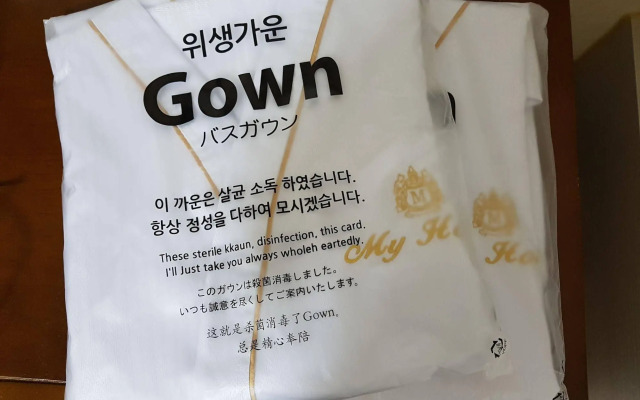 위생가운
Gown
バスガウン
이 까운은 살균 소독 하였습니다.
항상 정성을 다하여 모시겠습니다.
These sterile kkaun, disinfection, this card.
I'll Just take you always wholeh eartedly.
このガウンは殺菌消毒しました。
いつも誠意を尽くしてご案内いたします。
这就是杀菌消毒了Gown,
总是精心奉陪
M
My Ho
M
Ho